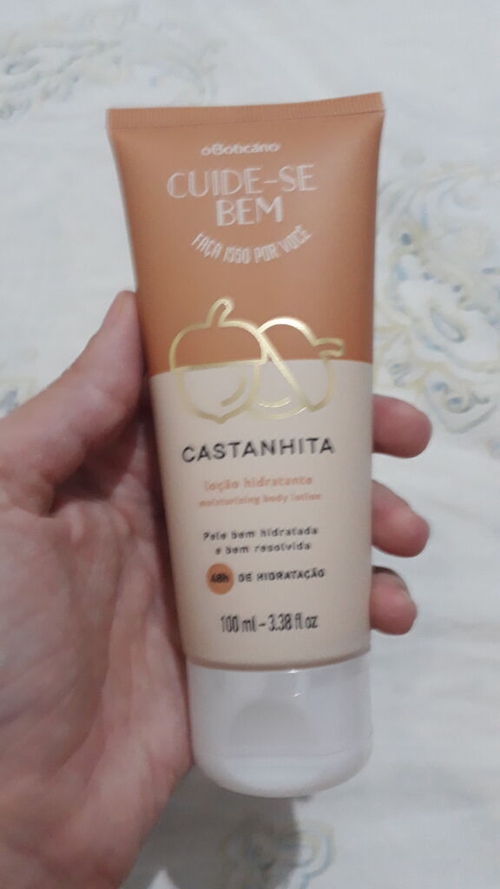 oBoticário
CUIDE-SE
BEM
FAÇA ISSO POR VOCÊ
CASTANHITA
loção hidratante
moisturizing body lotion
Pele bem hidratada
e bem resolvida
48h DE HIDRATAÇÃO
100 ml - 3.38 fl oz